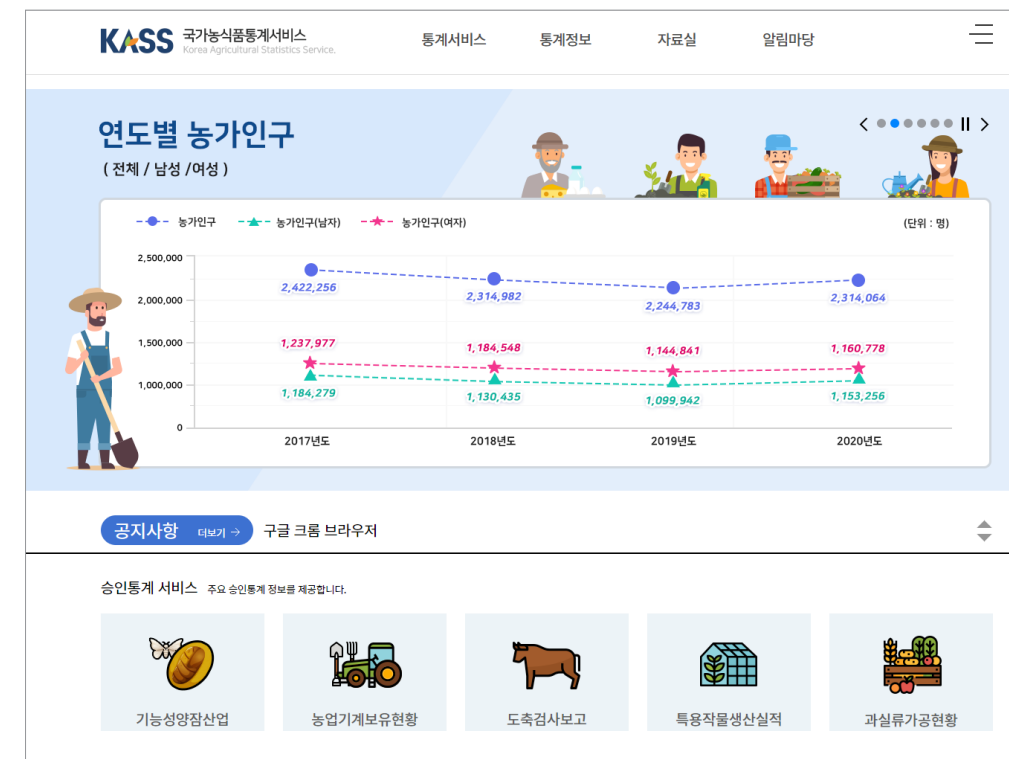 KASS 국가농식품통계서비스
Korea Agricultural Statistics Service.
통계서비스 통계정보 자료실 알림마당
연도별 농가인구
( 전체 / 남성 /여성 )
농가인구 농가인구(남자) 농가인구(여자) (단위 : 명)
2,500,000
2,000,000
1,500,000
1,000,000
0
2,422,256 2,314,982 2,244,783 2,314,064
1,237,977 1,184,548 1,144,841 1,160,778
1,184,279 1,130,435 1,099,942 1,153,256
2017년도 2018년도 2019년도 2020년도
공지사항 더보기 → 구글 크롬 브라우저
승인통계 서비스 주요 승인통계 정보를 제공합니다.
기능성양잠산업 농업기계보유현황 도축검사보고 특용작물생산실적 과실류가공현황